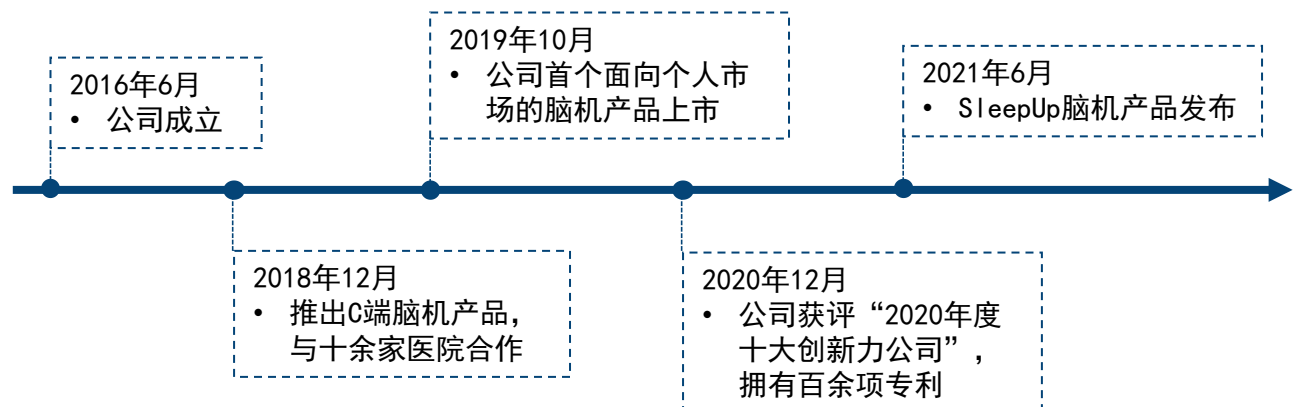 2016年6月
• 公司成立
2018年12月
• 推出C端脑机产品，
与十余家医院合作
2019年10月
• 公司首个面向个人市
场的脑机产品上市
2020年12月
• 公司获评“2020年度
十大创新力公司”，
拥有百余项专利
2021年6月
• SleepUp脑机产品发布